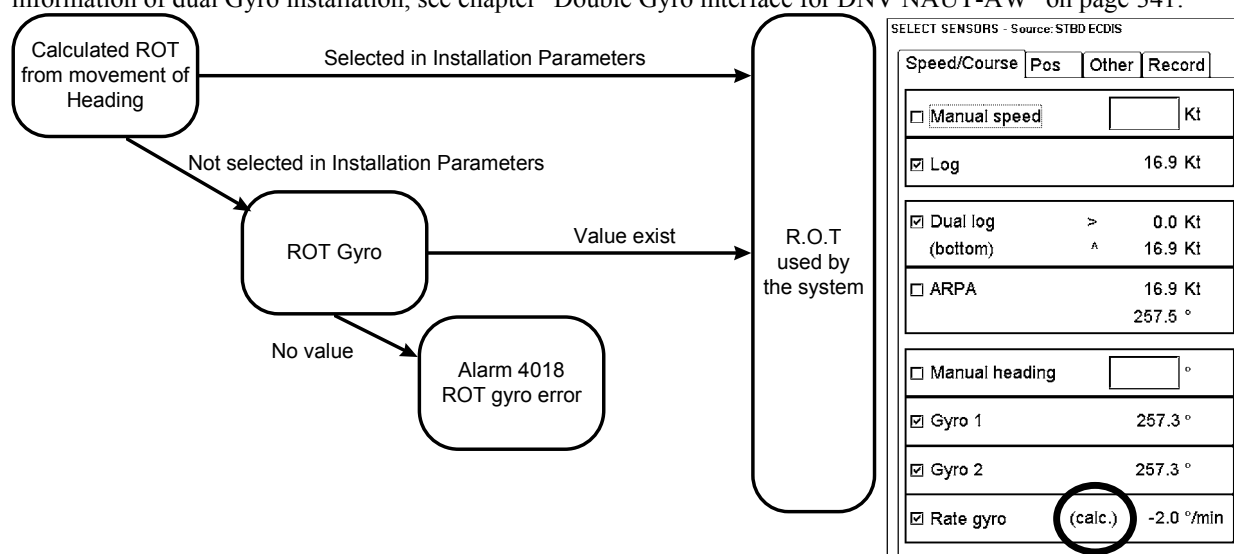 information of dual Gyro installation, see chapter "Double Gyro interface for DNV NAUT-AW" on page 341.
Calculated ROT
from movement of
Heading
Selected in Installation Parameters
Not selected in Installation Parameters
ROT Gyro
Value exist
No value
Alarm 4018
ROT gyro error
R.O.T
used by
the system
SELECT SENSORS - Source: STBD ECDIS
Speed/Course Pos Other Record
Manual speed Kt
Log 16.9 Kt
Dual log > 0.0 Kt
(bottom) ^ 16.9 Kt
ARPA 16.9 Kt
257.5 °
Manual heading °
Gyro 1 257.3 °
Gyro 2 257.3 °
Rate gyro (calc.) -2.0 °/min